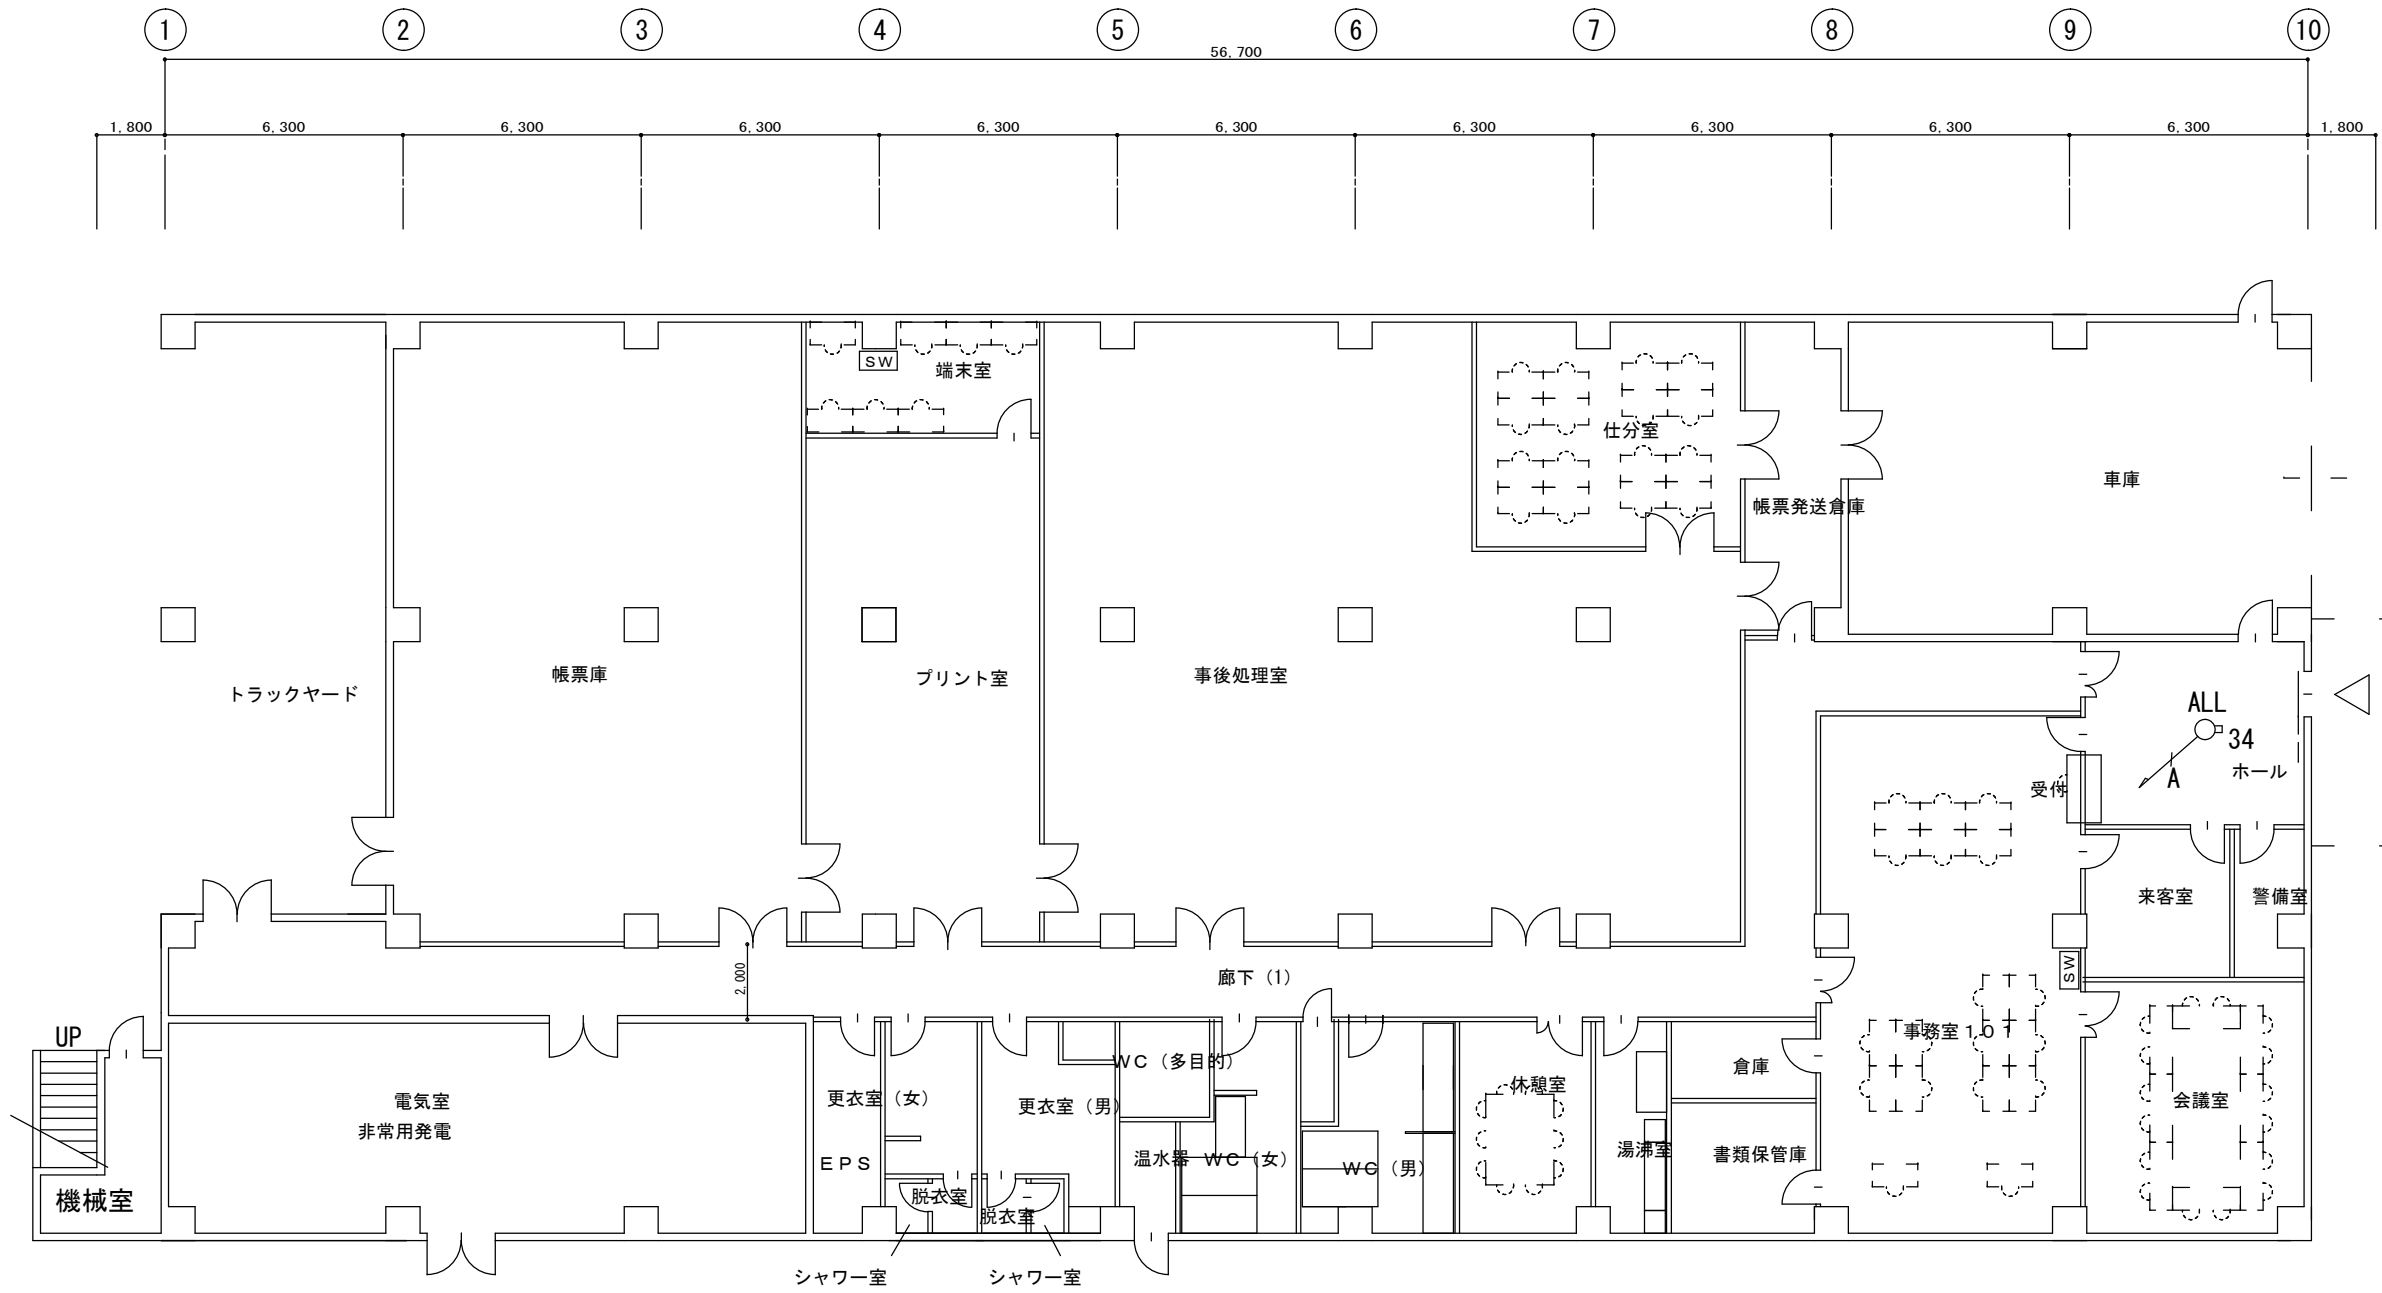 1 2 3 4 5 6 7 8 9 10
56,700
1,800 6,300 6,300 6,300 6,300 6,300 6,300 6,300 6,300 6,300 1,800
SW
端末室
仕分室
車庫
帳票発送倉庫
帳票庫
プリント室
事後処理室
トラックヤード
ALL
34
A
ホール
受付
来客室
警備室
2,000
廊下（1）
SW
UP
事務室101
WC（多目的）
倉庫
休憩室
電気室
非常用発電
更衣室（女）
更衣室（男）
会議室
湯沸室
書類保管庫
EPS
温水器
WC（女）
WC（男）
機械室
脱衣室
脱衣室
シャワー室
シャワー室